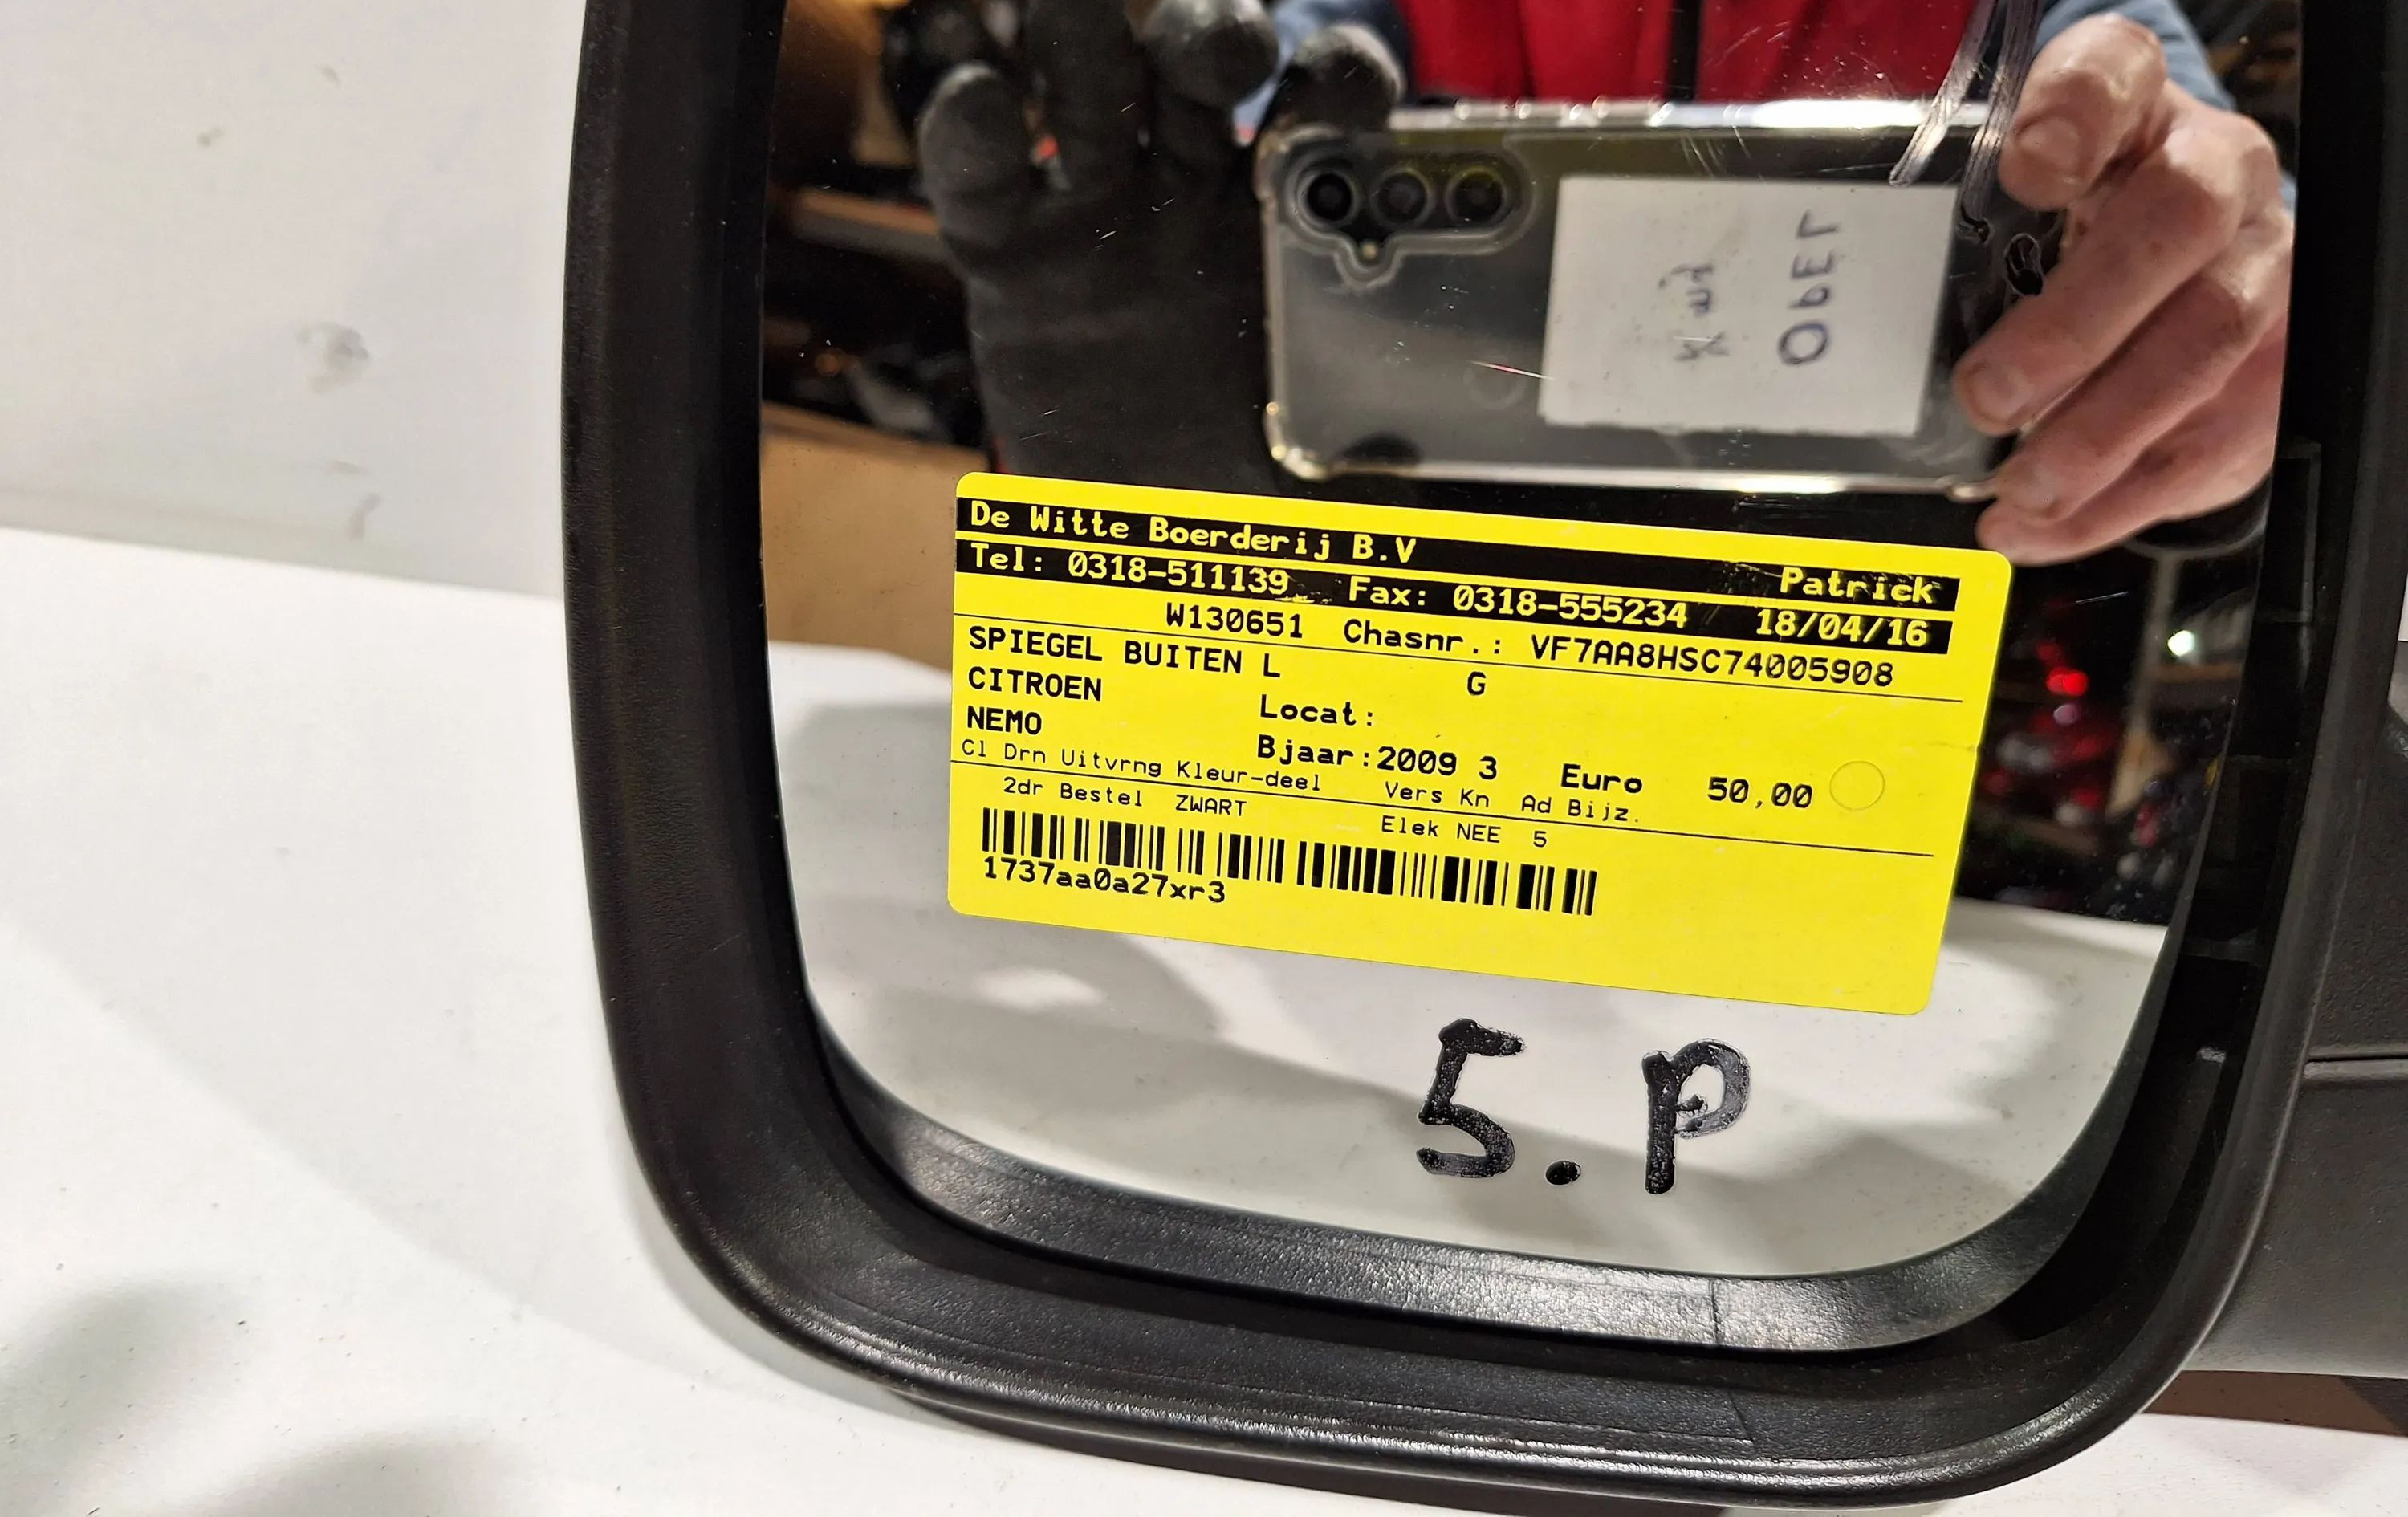 OPEL
De Witte Boerderij B.V Patrick
Tel: 0318-511139 Fax: 0318-555234 18/04/16
W130651 Chasnr.: VF7AA8HSC74005908
SPIEGEL BUITEN L G
CITROEN Locat:
NEMO Bjaar:2009 3 Euro 50,00
Cl Drn Uitvrng Kleur-deel Vers Kn Ad Bijz.
2dr Bestel ZWART Elek NEE 5
1737aa0a27xr3
5.P